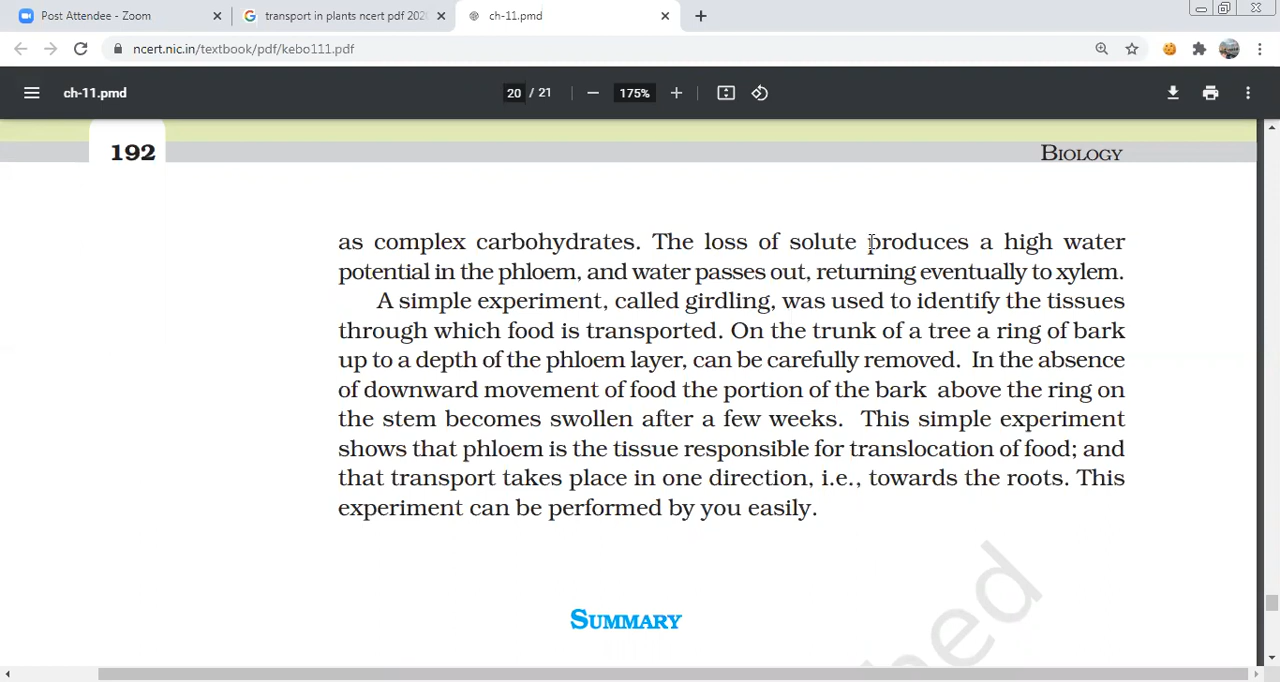 Post Attendee - Zoom
transport in plants ncert pdf 202
ch-11.pmd
ncert.nic.in/textbook/pdf/kebo111.pdf
ch-11.pmd
20 / 21
175%
192
BIOLOGY
as complex carbohydrates. The loss of solute produces a high water
potential in the phloem, and water passes out, returning eventually to xylem.
A simple experiment, called girdling, was used to identify the tissues
through which food is transported. On the trunk of a tree a ring of bark
up to a depth of the phloem layer, can be carefully removed. In the absence
of downward movement of food the portion of the bark above the ring on
the stem becomes swollen after a few weeks. This simple experiment
shows that phloem is the tissue responsible for translocation of food; and
that transport takes place in one direction, i.e., towards the roots. This
experiment can be performed by you easily.
SUMMARY
hed